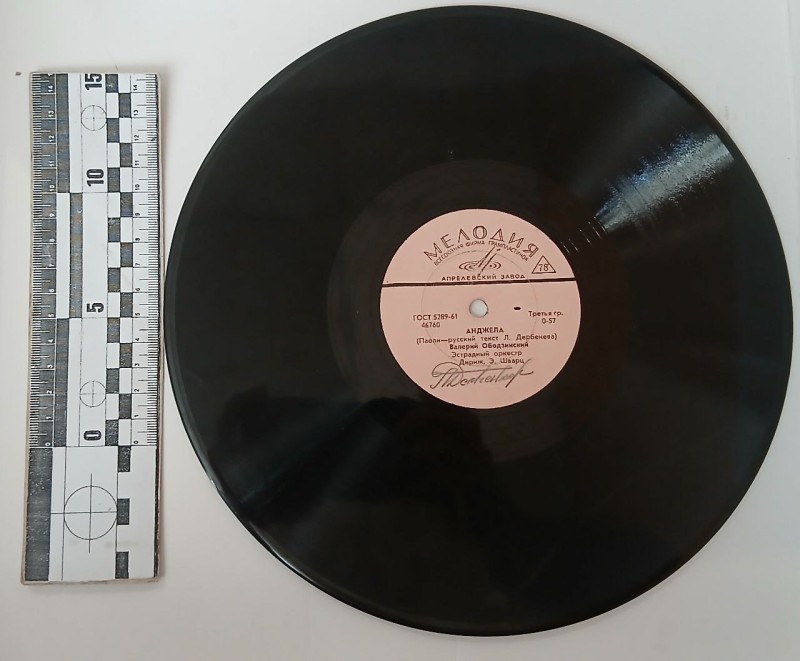 15
10
5
0
МЕЛОДИЯ
ВСЕСОЮЗНАЯ ФИРМА ГРАМПЛАСТИНОК
78
АПРЕЛЕВСКИЙ ЗАВОД
ГОСТ 5289-61
46760
Третья гр.
0-57
АНДЖЕЛА
(Паоли—русский текст Л. Дербенева)
Валерий Ободзинский
Эстрадный оркестр
Дириж. Э. Шварц